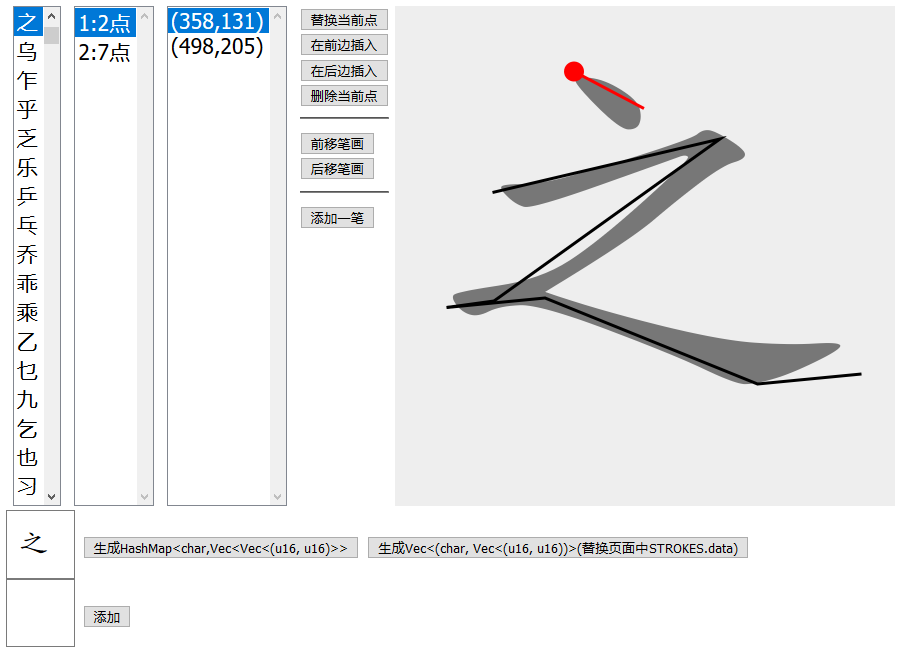 之
乌
乍
乎
乏
乐
乒
乓
乔
乖
乘
乙
乜
九
乞
也
习
1:2点
2:7点
(358,131)
(498,205)
替换当前点
在前边插入
在后边插入
删除当前点
前移笔画
后移笔画
添加一笔
之
之
生成HashMap<char,Vec<Vec<(u16, u16)>>
生成Vec<(char, Vec<(u16, u16))>(替换页面中STROKES.data)
添加